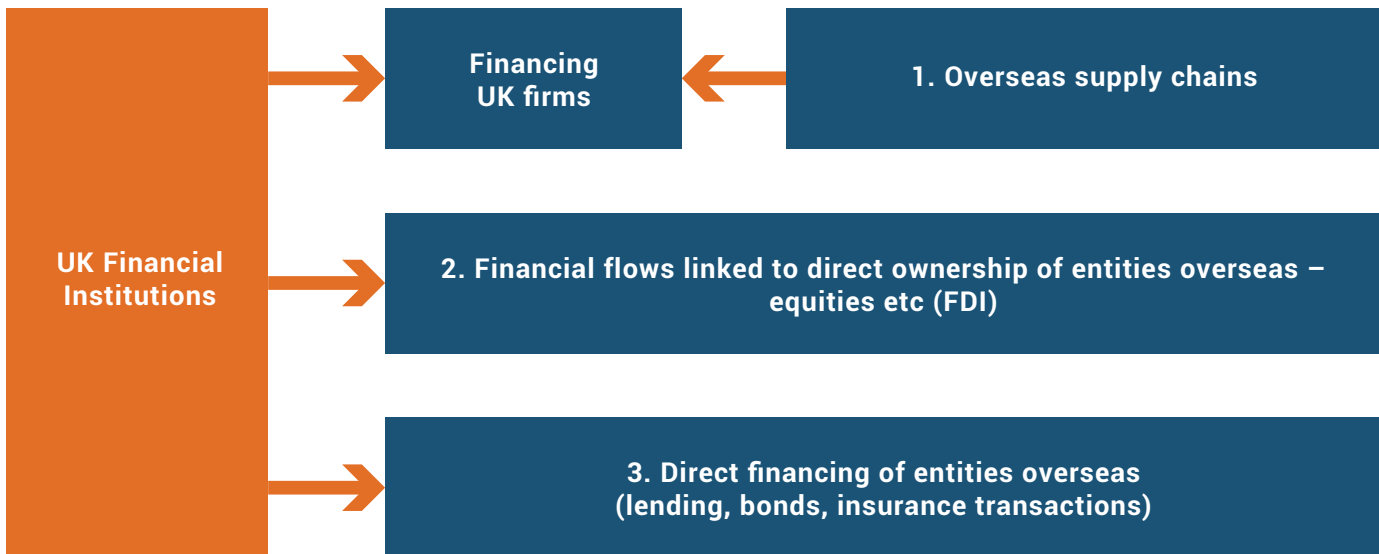 UK Financial
Institutions
Financing
UK firms
1. Overseas supply chains
2. Financial flows linked to direct ownership of entities overseas –
equities etc (FDI)
3. Direct financing of entities overseas
(lending, bonds, insurance transactions)